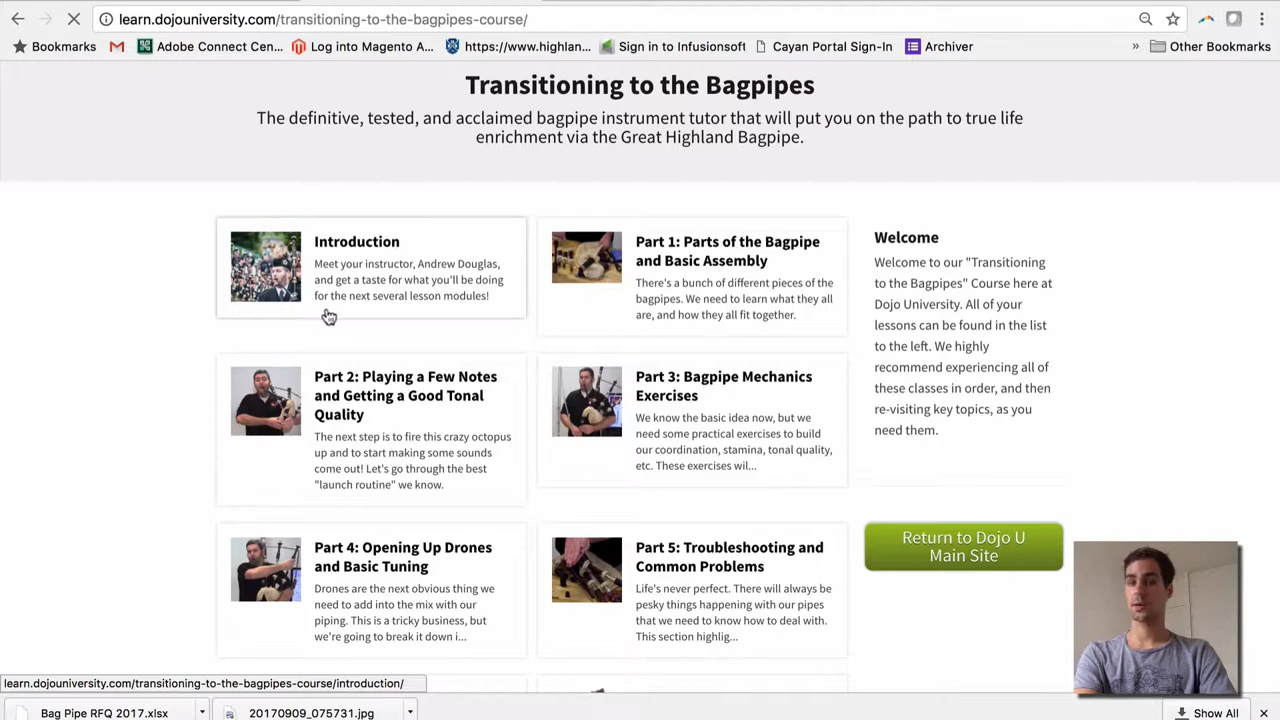 learn.dojouniversity.com/transitioning-to-the-bagpipes-course/
Bookmarks
Adobe Connect Cen...
Log into Magento A...
https://www.highlan...
Sign in to Infusionsoft
Cayan Portal Sign-In
Archiver
»
Other Bookmarks
Transitioning to the Bagpipes
The definitive, tested, and acclaimed bagpipe instrument tutor that will put you on the path to true life
enrichment via the Great Highland Bagpipe.
Introduction
Meet your instructor, Andrew Douglas,
and get a taste for what you'll be doing
for the next several lesson modules!
Part 1: Parts of the Bagpipe
and Basic Assembly
There's a bunch of different pieces of the
bagpipes. We need to learn what they all
are, and how they all fit together.
Welcome
Welcome to our "Transitioning
to the Bagpipes" Course here at
Dojo University. All of your
lessons can be found in the list
to the left. We highly
recommend experiencing all of
these classes in order, and then
re-visiting key topics, as you
need them.
Part 2: Playing a Few Notes
and Getting a Good Tonal
Quality
The next step is to fire this crazy octopus
up and to start making some sounds
come out! Let's go through the best
"launch routine" we know.
Part 3: Bagpipe Mechanics
Exercises
We know the basic idea now, but we
need some practical exercises to build
our coordination, stamina, tonal quality,
etc. These exercises wil...
Part 4: Opening Up Drones
and Basic Tuning
Drones are the next obvious thing we
need to add into the mix with our
piping. This is a tricky business, but
we're going to break it down i...
Part 5: Troubleshooting and
Common Problems
Life's never perfect. There will always be
pesky things happening with our pipes
that we need to know how to deal with.
This section highlig...
Return to Dojo U
Main Site
learn.dojouniversity.com/transitioning-to-the-bagpipes-course/introduction/
Bag Pipe RFQ 2017.xlsx
20170909_075731.jpg
Show All